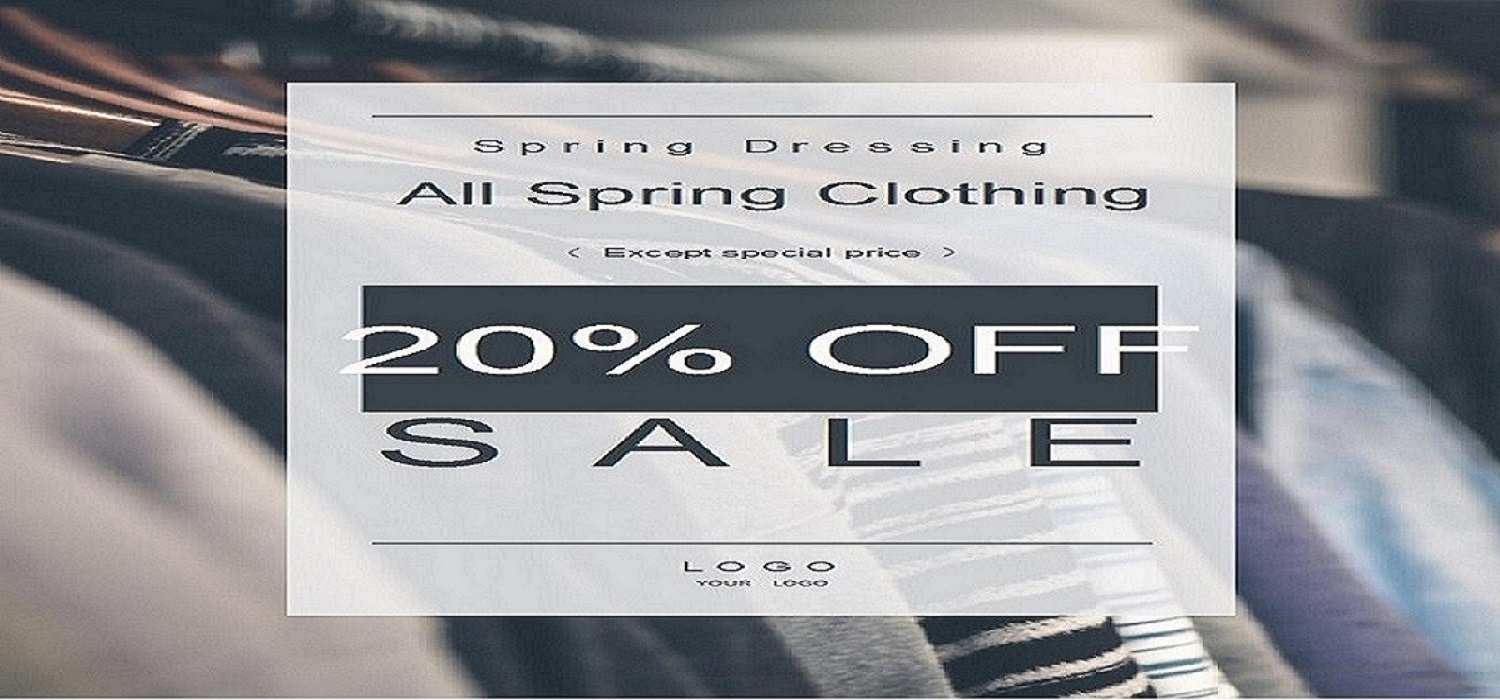 Spring Dressing
All Spring Clothing
< Except special price >
20% OFF
SALE
LOGO
YOUR LOGO